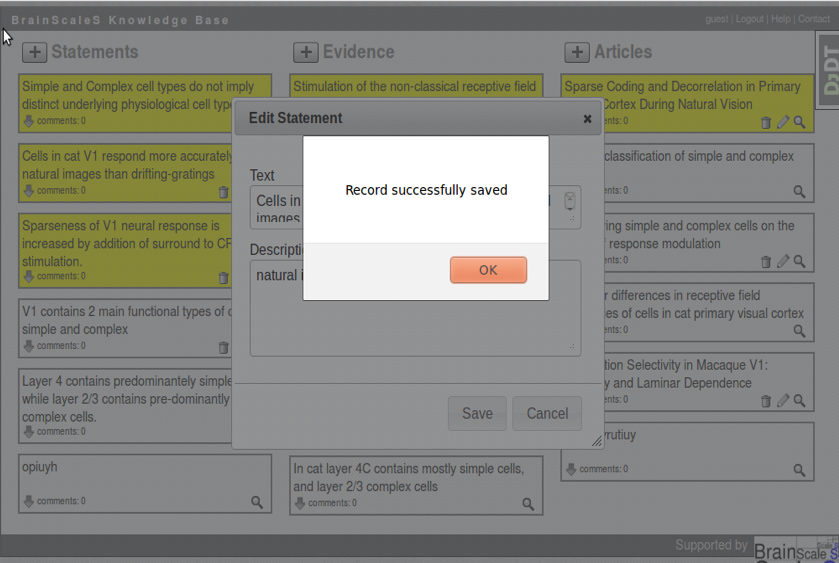 BrainScaleS Knowledge Base
guest | Logout | Help | Contact
Statements
Simple and Complex cell types do not imply
distinct underlying physiological cell
comments: 0
Cells in cat V1 respond more accurately
natural images than drifting-gratings
comments: 0
Sparseness of V1 neural response is
increased by addition of surround to
stimulation.
comments: 0
V1 contains 2 main functional types of
simple and complex
comments: 0
Layer 4 contains predominantely simple
while layer 2/3 contains pre-dominantly
complex cells.
comments: 0
opiuyh
comments: 0
Evidence
Stimulation of the non-classical receptive field
In cat layer 4C contains mostly simple cells,
and layer 2/3 complex cells
comments: 0
Articles
Sparse Coding and Decorrelation in Primary
Cortex During Natural Vision
comments: 0
classification of simple and complex
comments: 0
simple and complex cells on the
response modulation
comments: 0
differences in receptive field
of cells in cat primary visual cortex
comments: 0
Selectivity in Macaque V1:
and Laminar Dependence
comments: 0
comments: 0
DjDT
Edit Statement
Text
Cells in
images
Description
natural
Save
Cancel
Record successfully saved
OK
Supported by
BrainScaleS